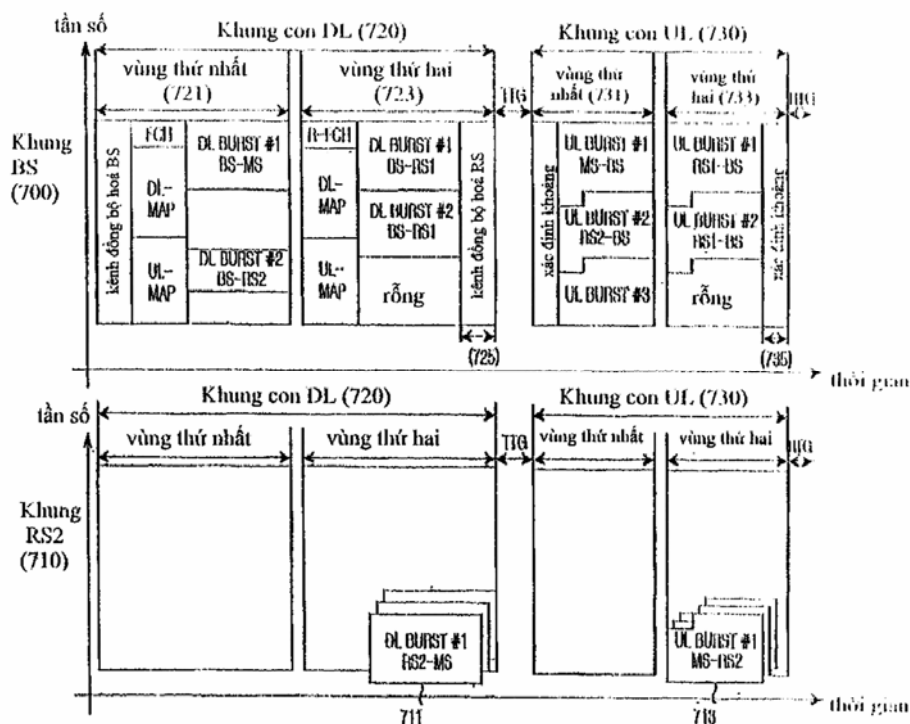 tần số
Khung con DL (720)
Khung con UL (730)
vùng thứ nhất
(721)
vùng thứ hai
(723)
TTG
vùng thứ
nhất (731)
vùng thứ
hai (733)
Khung
BS
(700)
kênh đồng bộ hoá BS
FCH
DL-
MAP
UL-
MAP
DL BURST #1
BS-MS
DL BURST #2
BS-RS2
R-FCH
DL-
MAP
UL-
MAP
DL BURST #1
BS-RS1
DL BURST #2
BS-RS1
rỗng
kênh đồng bộ hoá RS
(725)
xác định khoảng
UL BURST #1
MS-BS
UL BURST #2
RS2-BS
UL BURST #3
UL BURST #1
RS1-BS
UL BURST #2
RS1-BS
rỗng
xác định khoảng
(735)
thời gian
tần số
Khung con DL (720)
Khung con UL (730)
vùng thứ nhất
vùng thứ hai
TTG
vùng thứ nhất
vùng thứ hai
Khung
RS2
(710)
DL BURST #1
RS2-MS
711
UL BURST #1
MS-RS2
713
thời gian